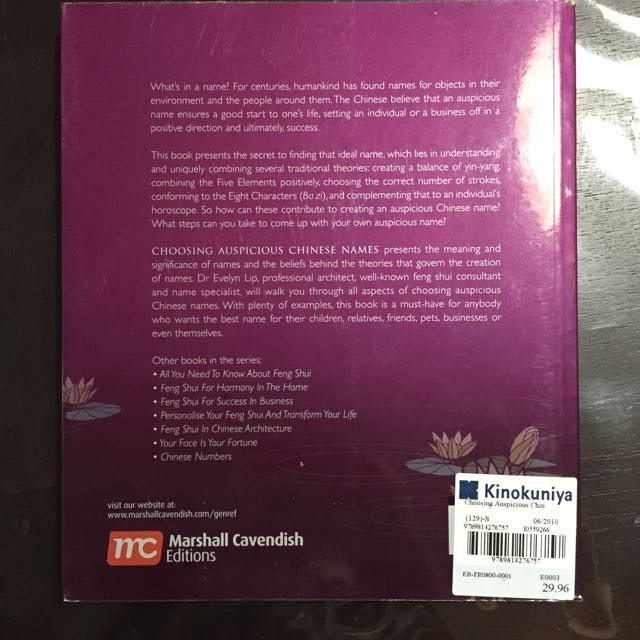 What's in a name? For centuries, humankind has found names for objects in their
environment and the people around them. The Chinese believe that an auspicious
name ensures a good start to one's life, setting an individual or a business off in a
positive direction and ultimately, success.
This book presents the secret to finding that ideal name, which lies in understanding
and uniquely combining several traditional theories: creating a balance of yin-yang,
combining the Five Elements positively, choosing the correct number of strokes,
conforming to the Eight Characters (Ba zi), and complementing that to an individual's
horoscope. So how can these contribute to creating an auspicious Chinese name?
What steps can you take to come up with your own auspicious name?
CHOOSING AUSPICIOUS CHINESE NAMES presents the meaning and
significance of names and the beliefs behind the theories that govern the creation
of names. Dr Evelyn Lip, professional architect, well-known feng shui consultant
and name specialist, will walk you through all aspects of choosing auspicious
Chinese names. With plenty of examples, this book is a must-have for anybody
who wants the best name for their children, relatives, friends, pets, businesses or
even themselves.
Other books in the series:
• All You Need To Know About Feng Shui
• Feng Shui For Harmony In The Home
• Feng Shui For Success In Business
• Personalise Your Feng Shui And Transform Your Life
• Feng Shui In Chinese Architecture
• Your Face Is Your Fortune
• Chinese Numbers
visit our website at:
www.marshallcavendish.com/genref
mc Marshall Cavendish
Editions
K Kinokuniya
Choosing Auspicious Chin
(129)-S 06/2010
9789814276757 I0559266
9789814276757
EB-FR0800-0001 E0003
29.96